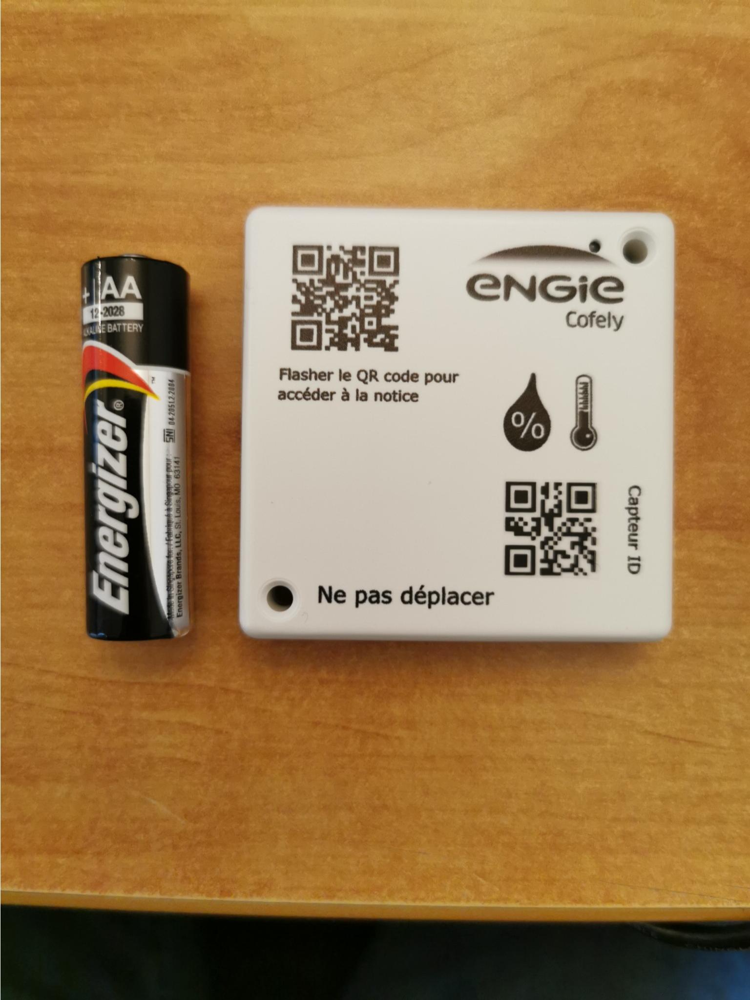 + AA
12-2028
ALKALINE BATTERY
Energizer®
™
SNI 04-2051.2-2004
Made in Singapore for: / Fabriqué à Singapour pour :
Energizer Brands, LLC, St. Louis, MO 63141
ENGIE
Cofely
Flasher le QR code pour
accéder à la notice
%
Capteur ID
Ne pas déplacer